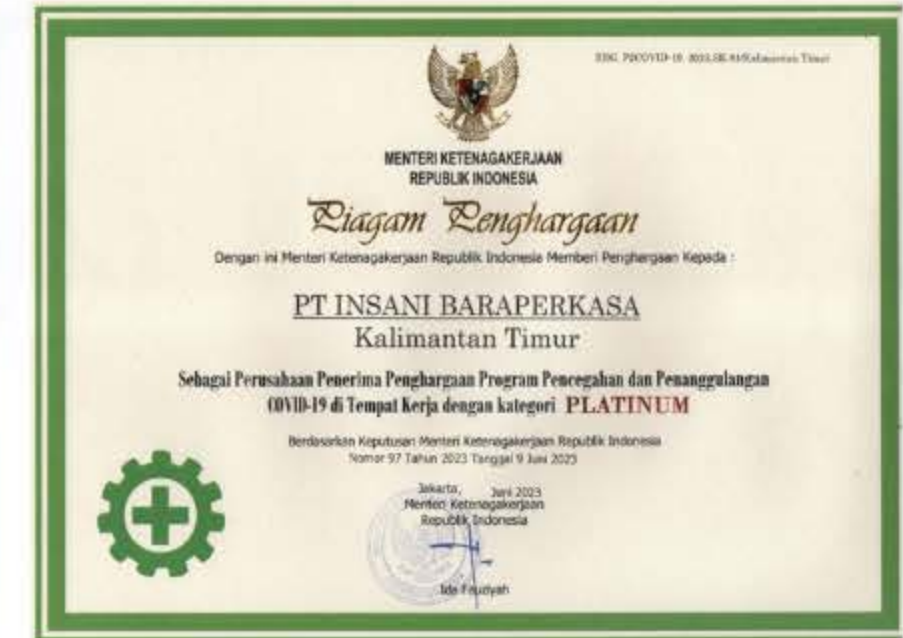 MENTERI KETENAGAKERJAAN
REPUBLIK INDONESIA
Piagam Penghargaan
Dengan ini Menteri Ketenagakerjaan Republik Indonesia Memberi Penghargaan Kepada :
PT INSANI BARAPERKASA
Kalimantan Timur
Sebagai Perusahaan Penerima Penghargaan Program Pencegahan dan Penanggulangan
COVID-19 di Tempat Kerja dengan kategori PLATINUM
Berdasarkan Keputusan Menteri Ketenagakerjaan Republik Indonesia
Nomor 97 Tahun 2023 Tanggal 9 Juni 2023
Jakarta, Juni 2023
Menteri Ketenagakerjaan
Republik Indonesia
Ida Fauziyah